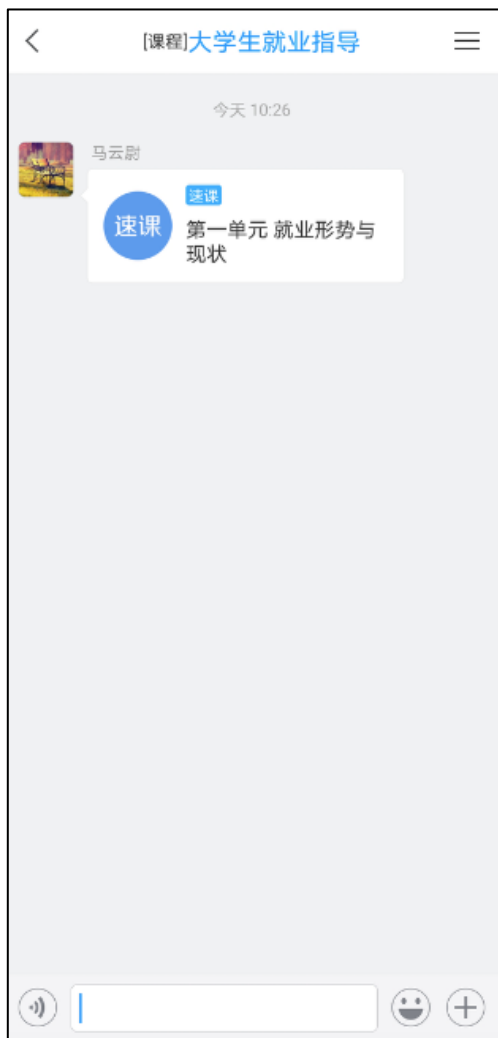 [课程]大学生就业指导
今天 10:26
马云尉
速课
速课
第一单元 就业形势与
现状